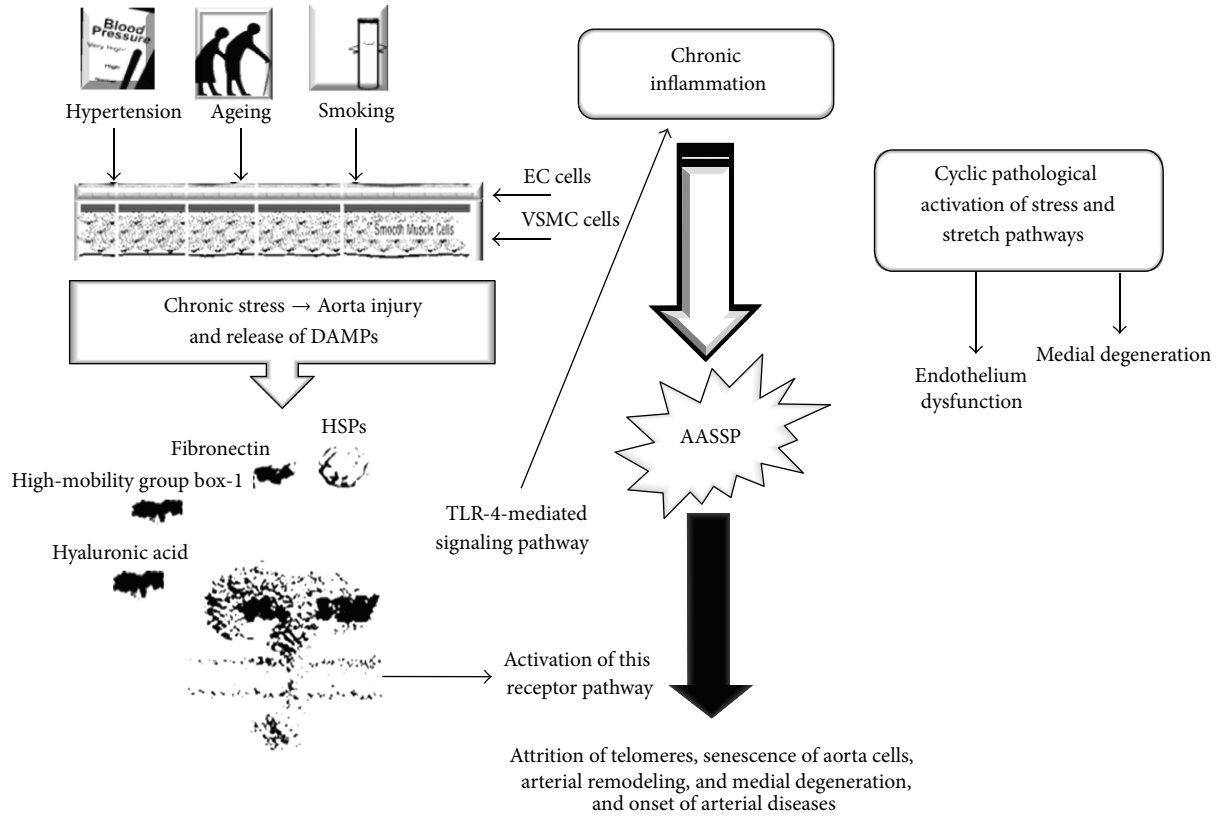 Blood
Pressure
Very High
High
Hypertension
Ageing
Smoking
EC cells
VSMC cells
Smooth Muscle Cells
Chronic stress → Aorta injury
and release of DAMPs
HSPs
Fibronectin
High-mobility group box-1
Hyaluronic acid
TLR-4-mediated
signaling pathway
Activation of this
receptor pathway
Chronic
inflammation
AASSP
Attrition of telomeres, senescence of aorta cells,
arterial remodeling, and medial degeneration,
and onset of arterial diseases
Cyclic pathological
activation of stress and
stretch pathways
Endothelium
dysfunction
Medial degeneration